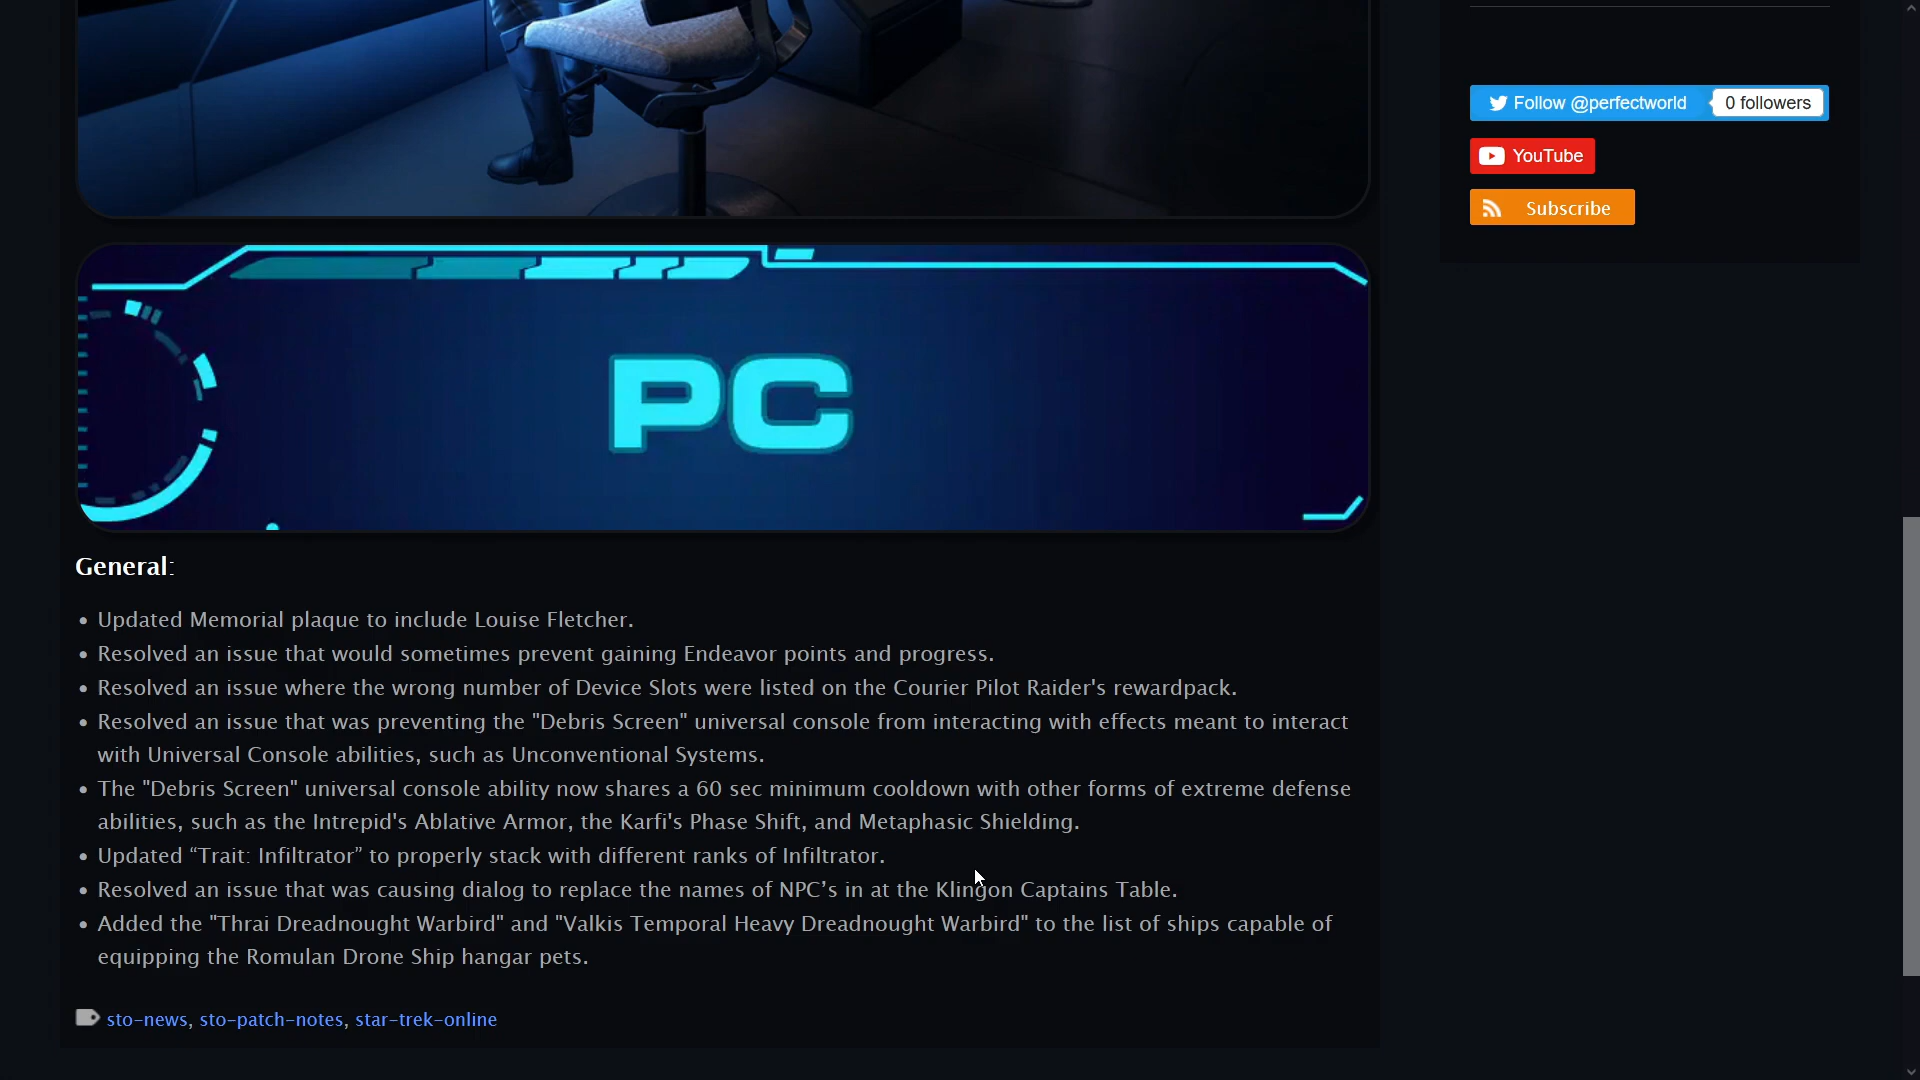 Follow @perfectworld
0 followers
YouTube
Subscribe
PC
General:
• Updated Memorial plaque to include Louise Fletcher.
• Resolved an issue that would sometimes prevent gaining Endeavor points and progress.
• Resolved an issue where the wrong number of Device Slots were listed on the Courier Pilot Raider's rewardpack.
• Resolved an issue that was preventing the "Debris Screen" universal console from interacting with effects meant to interact
with Universal Console abilities, such as Unconventional Systems.
• The "Debris Screen" universal console ability now shares a 60 sec minimum cooldown with other forms of extreme defense
abilities, such as the Intrepid's Ablative Armor, the Karfi's Phase Shift, and Metaphasic Shielding.
• Updated “Trait: Infiltrator” to properly stack with different ranks of Infiltrator.
• Resolved an issue that was causing dialog to replace the names of NPC’s in at the Klingon Captains Table.
• Added the "Thrai Dreadnought Warbird" and "Valkis Temporal Heavy Dreadnought Warbird" to the list of ships capable of
equipping the Romulan Drone Ship hangar pets.
sto-news, sto-patch-notes, star-trek-online